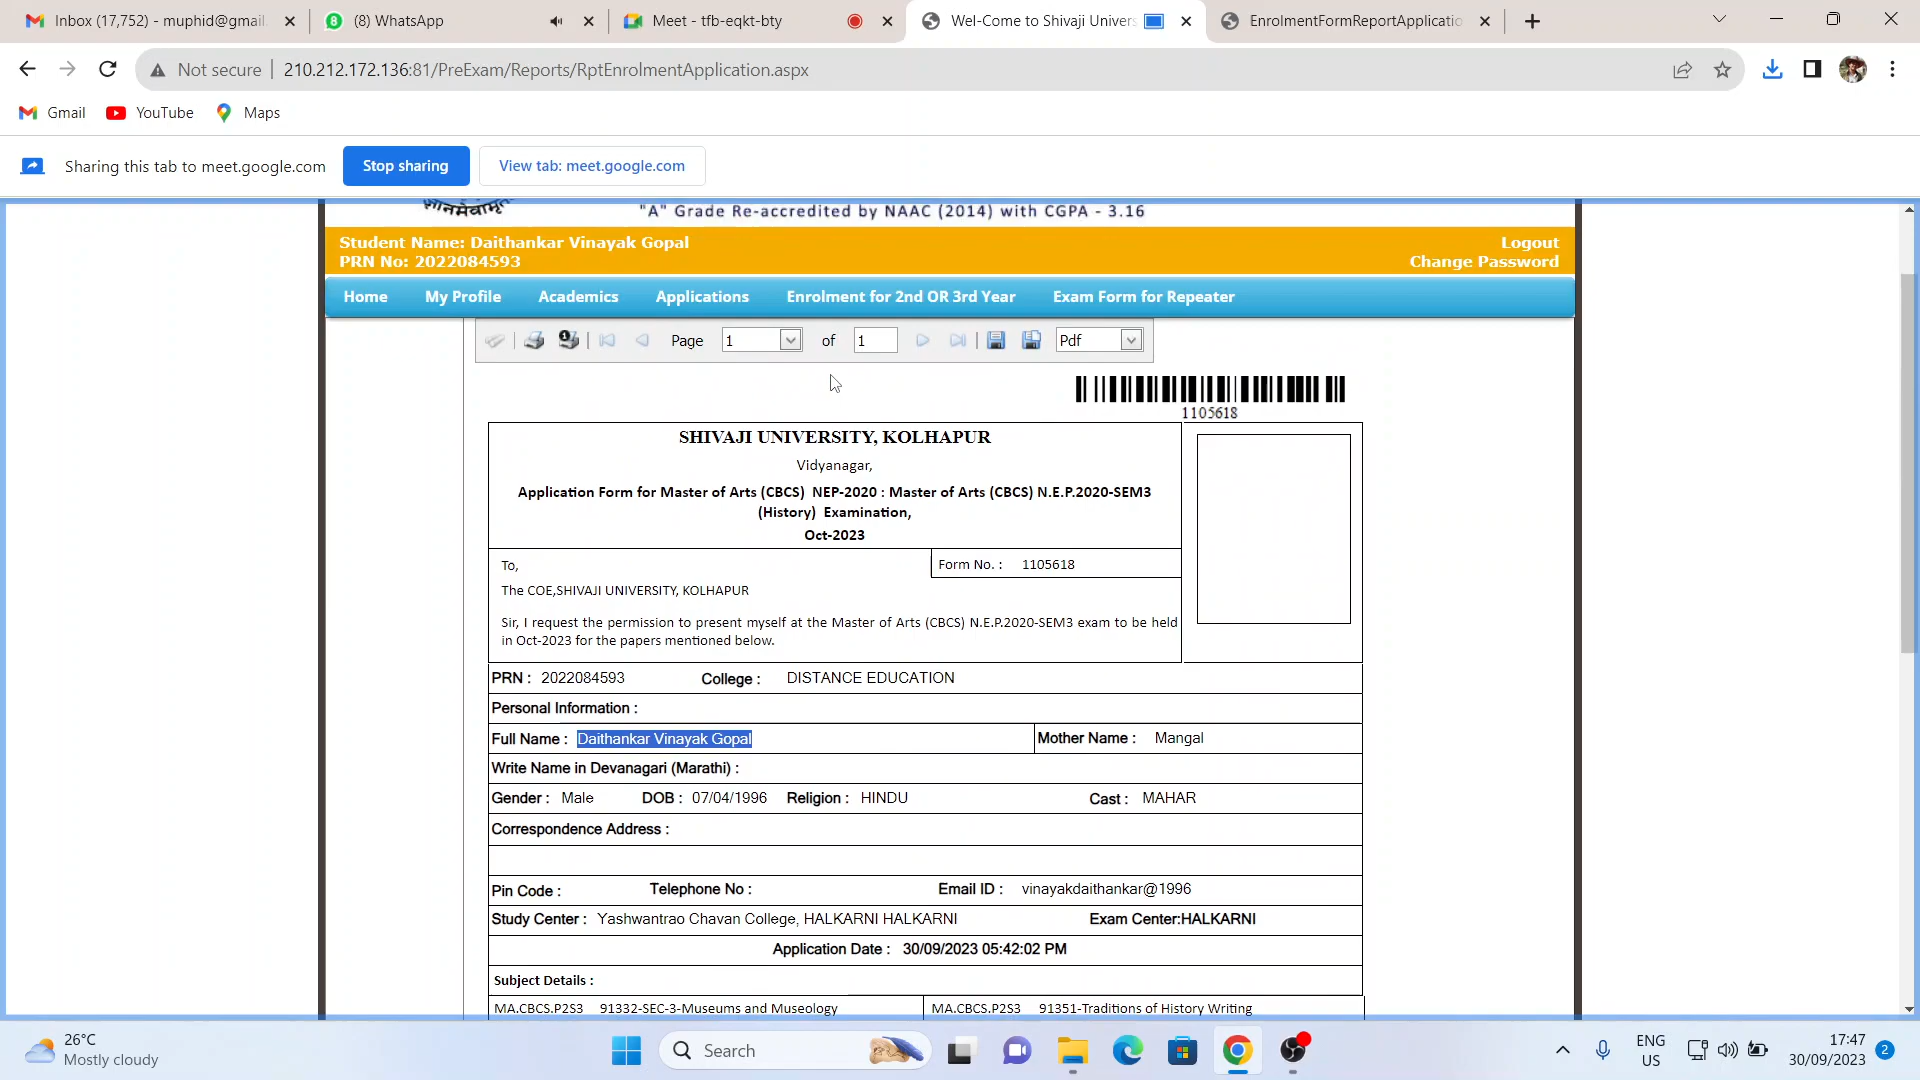 Inbox (17,752) - muphid@gmail.
(8) WhatsApp
Meet - tfb-eqkt-bty
Wel-Come to Shivaji Univers
EnrolmentFormReportApplicatio
Not secure
210.212.172.136:81/PreExam/Reports/RptEnrolmentApplication.aspx
Gmail
YouTube
Maps
Sharing this tab to meet.google.com
Stop sharing
View tab: meet.google.com
ज्ञानमेवामृत
"A" Grade Re-accredited by NAAC (2014) with CGPA - 3.16
Student Name: Daithankar Vinayak Gopal
Logout
PRN No: 2022084593
Change Password
Home
My Profile
Academics
Applications
Enrolment for 2nd OR 3rd Year
Exam Form for Repeater
Page 1 of 1 Pdf
1105618
SHIVAJI UNIVERSITY, KOLHAPUR
Vidyanagar,
Application Form for Master of Arts (CBCS) NEP-2020 : Master of Arts (CBCS) N.E.P.2020-SEM3
(History) Examination,
Oct-2023
To,
Form No. : 1105618
The COE,SHIVAJI UNIVERSITY, KOLHAPUR
Sir, I request the permission to present myself at the Master of Arts (CBCS) N.E.P.2020-SEM3 exam to be held
in Oct-2023 for the papers mentioned below.
PRN : 2022084593 College : DISTANCE EDUCATION
Personal Information :
Full Name : Daithankar Vinayak Gopal Mother Name : Mangal
Write Name in Devanagari (Marathi) :
Gender : Male DOB : 07/04/1996 Religion : HINDU Cast : MAHAR
Correspondence Address :
Pin Code : Telephone No : Email ID : vinayakdaithankar@1996
Study Center : Yashwantrao Chavan College, HALKARNI HALKARNI Exam Center:HALKARNI
Application Date : 30/09/2023 05:42:02 PM
Subject Details :
MA.CBCS.P2S3 91332-SEC-3-Museums and Museology MA.CBCS.P2S3 91351-Traditions of History Writing
26°C
Mostly cloudy
Search
ENG
US
17:47
30/09/2023
2